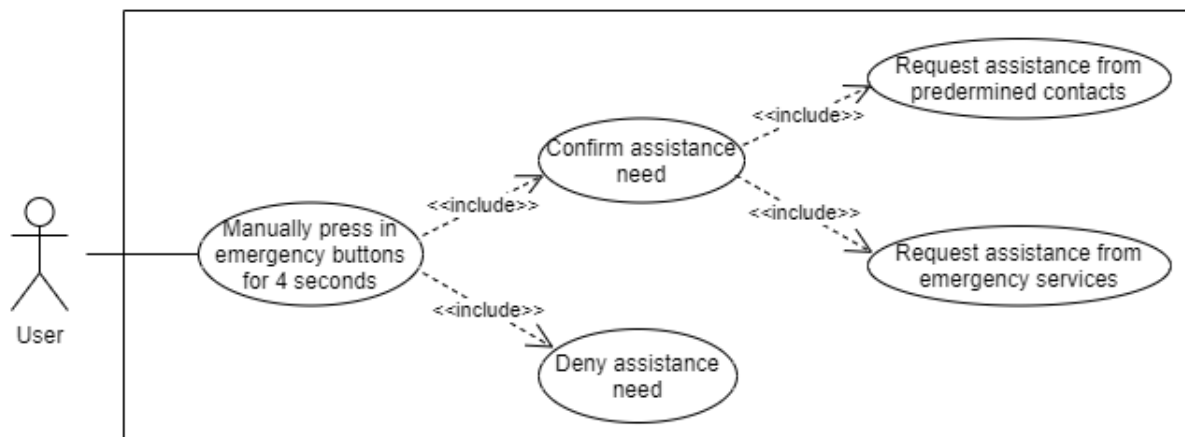 Request assistance from
predermined contacts
<<include>>
Confirm assistance
need
<<include>>
<<include>>
Manually press in
emergency buttons
for 4 seconds
Request assistance from
emergency services
<<include>>
User
Deny assistance
need